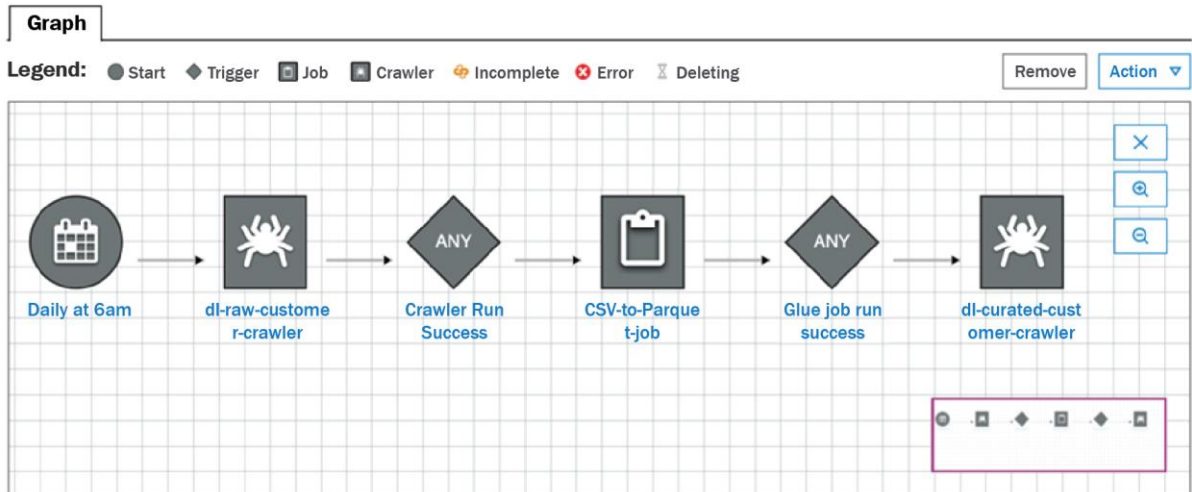 Graph
Legend: Start Trigger Job Crawler Incomplete Error Deleting
Remove
Action
ANY
ANY
Daily at 6am
dl-raw-custome
r-crawler
Crawler Run
Success
CSV-to-Parque
t-job
Glue job run
success
dl-curated-cust
omer-crawler